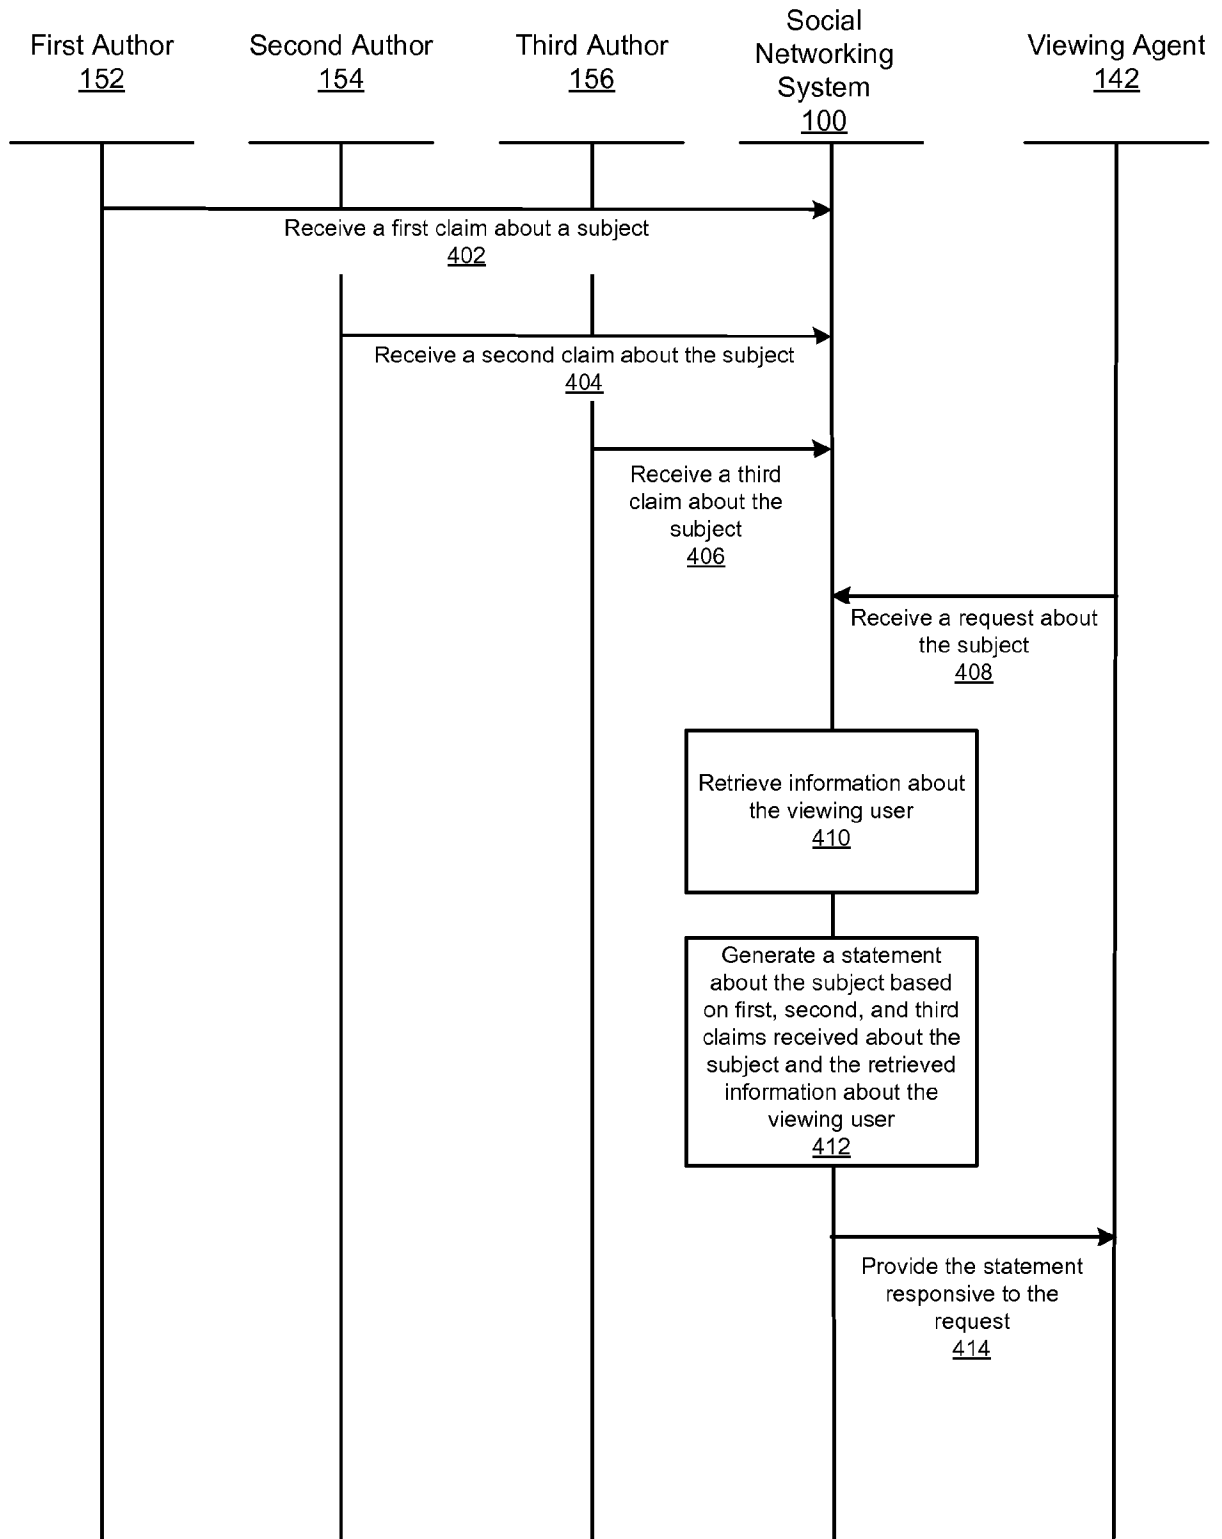 First Author
152
Second Author
154
Third Author
156
Social
Networking
System
100
Viewing Agent
142
Receive a first claim about a subject
402
Receive a second claim about the subject
404
Receive a third
claim about the
subject
406
Receive a request about
the subject
408
Retrieve information about
the viewing user
410
Generate a statement
about the subject based
on first, second, and third
claims received about the
subject and the retrieved
information about the
viewing user
412
Provide the statement
responsive to the
request
414